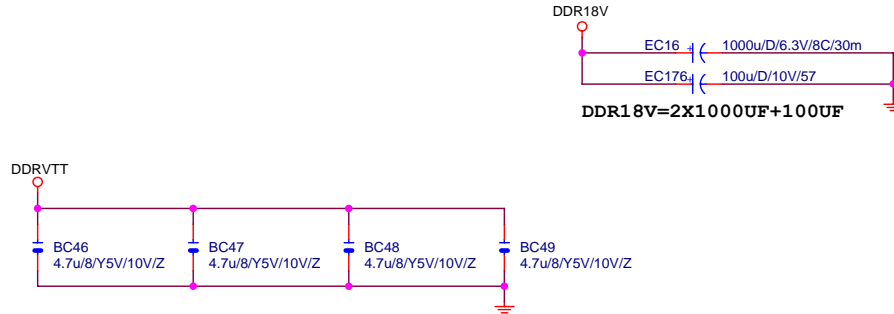 DDR18V
EC16 1000u/D/6.3V/8C/30m
EC176 100u/D/10V/57
DDR18V=2X1000UF+100UF
DDRVTT
BC46 BC47 BC48 BC49
4.7u/8/Y5V/10V/Z 4.7u/8/Y5V/10V/Z 4.7u/8/Y5V/10V/Z 4.7u/8/Y5V/10V/Z